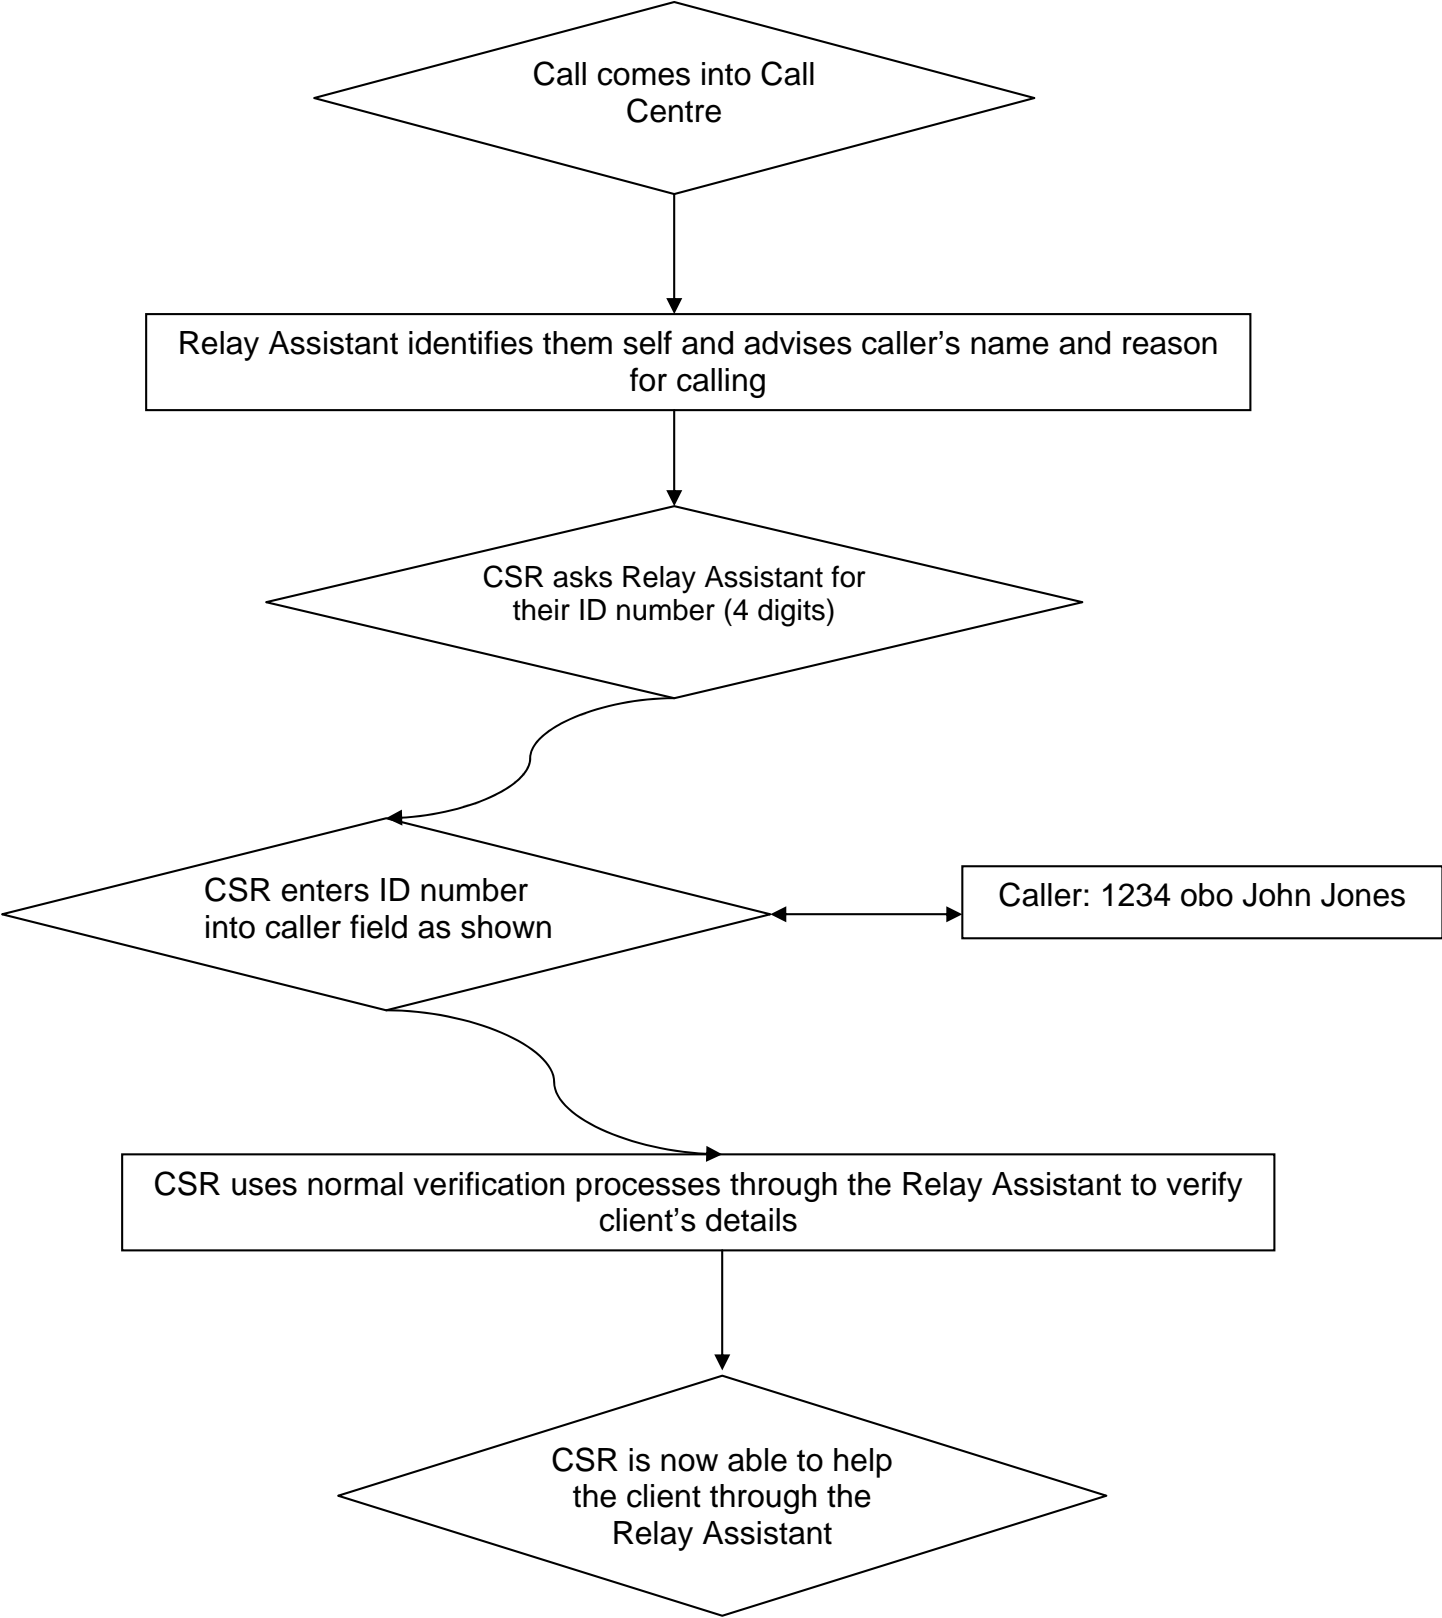 Call comes into Call
Centre
Relay Assistant identifies them self and advises caller’s name and reason
for calling
CSR asks Relay Assistant for
their ID number (4 digits)
CSR enters ID number
into caller field as shown
Caller: 1234 obo John Jones
CSR uses normal verification processes through the Relay Assistant to verify
client’s details
CSR is now able to help
the client through the
Relay Assistant